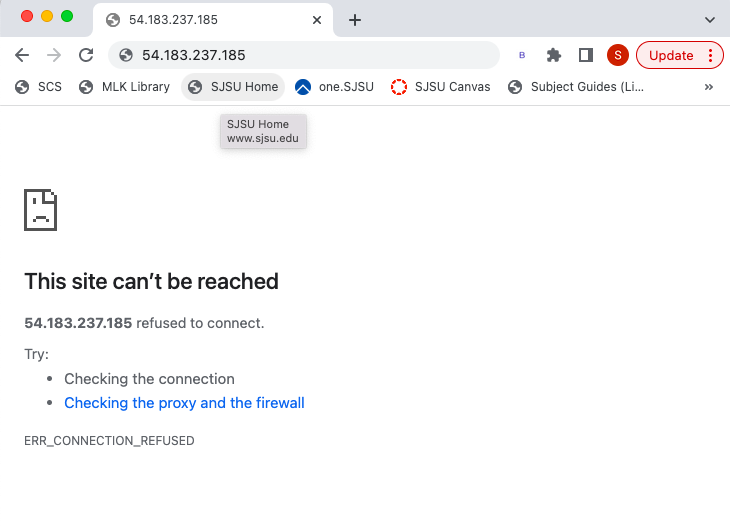 54.183.237.185
54.183.237.185
B
S
Update
SCS
MLK Library
SJSU Home
one.SJSU
SJSU Canvas
Subject Guides (Li...
»
SJSU Home
www.sjsu.edu
This site can’t be reached
54.183.237.185 refused to connect.
Try:
• Checking the connection
• Checking the proxy and the firewall
ERR_CONNECTION_REFUSED